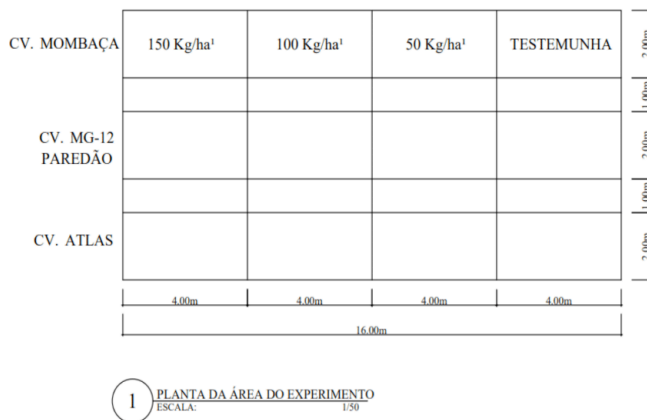 CV. MOMBAÇA 150 Kg/ha¹ 100 Kg/ha¹ 50 Kg/ha¹ TESTEMUNHA 2.00m
1.00m
CV. MG-12
PAREDÃO 2.00m
1.00m
CV. ATLAS 2.00m
4.00m 4.00m 4.00m 4.00m
16.00m
1 PLANTA DA ÁREA DO EXPERIMENTO
ESCALA: 1/50